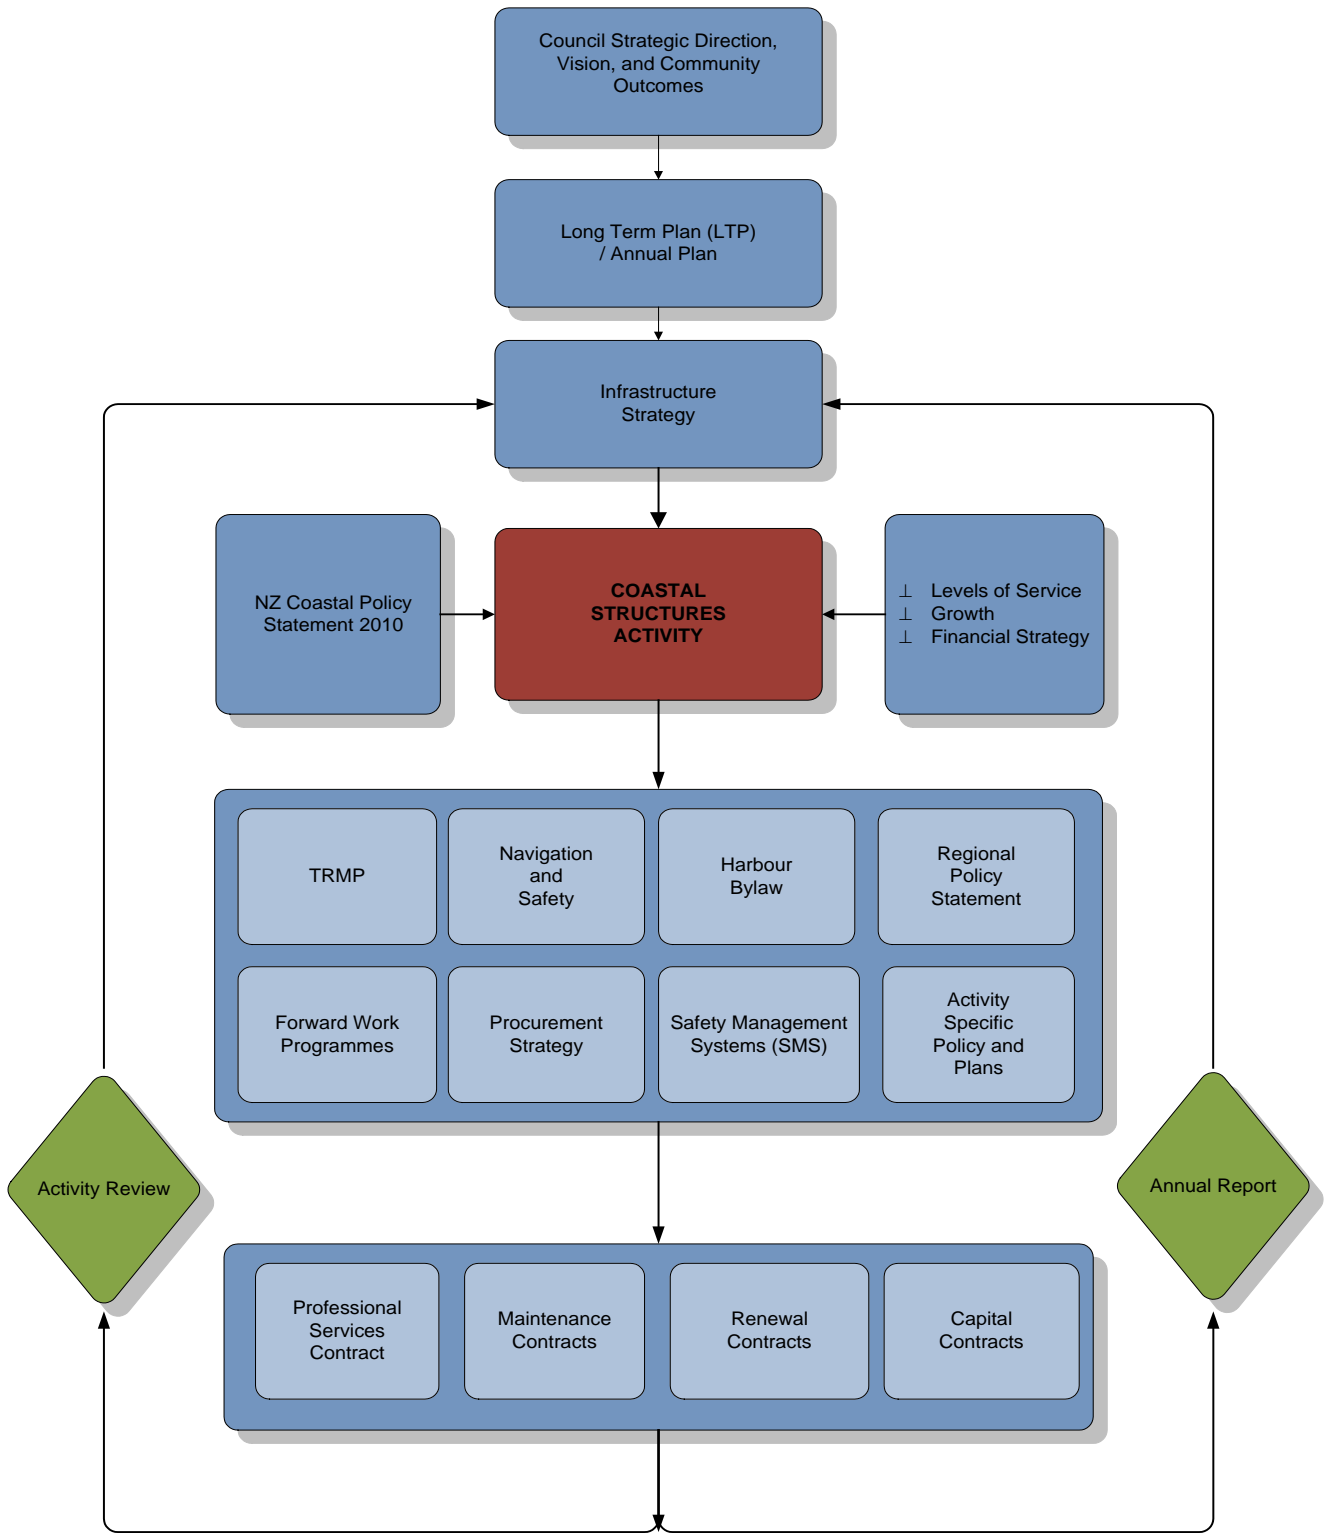 Council Strategic Direction,
Vision, and Community
Outcomes
Long Term Plan (LTP)
/ Annual Plan
Infrastructure
Strategy
NZ Coastal Policy
Statement 2010
COASTAL
STRUCTURES
ACTIVITY
⊥ Levels of Service
⊥ Growth
⊥ Financial Strategy
TRMP
Navigation
and
Safety
Harbour
Bylaw
Regional
Policy
Statement
Forward Work
Programmes
Procurement
Strategy
Safety Management
Systems (SMS)
Activity
Specific
Policy and
Plans
Activity Review
Annual Report
Professional
Services
Contract
Maintenance
Contracts
Renewal
Contracts
Capital
Contracts